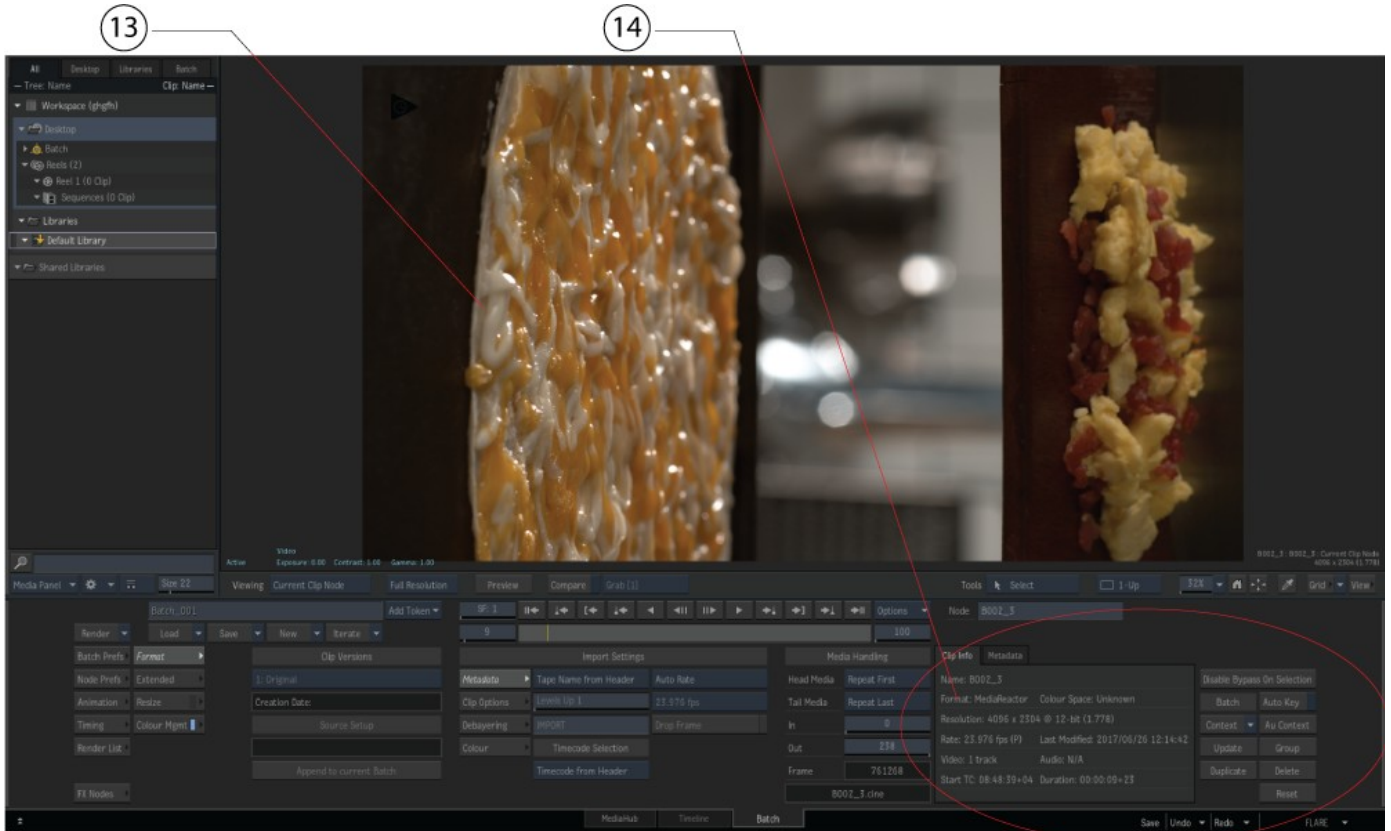 13
14
All Desktop Libraries Batch
Tree: Name Clip: Name
Workspace (ghgfh)
Desktop
Batch
Reels (2)
Reel 1 (0 Clip)
Sequences (0 Clip)
Libraries
Default Library
Shared Libraries
Video
Active Exposure: 0.00 Contrast: 1.00 Gamma: 1.00
B002_3 : B002_3 : Current Clip Node
4096 x 2304 (1.778)
Media Panel Size 22 Viewing Current Clip Node Full Resolution Preview Compare Grab [1] Tools Select 1-Up 32% Grid View
Batch_001 Add Token SF: 1 Options Node B002_3
Render Load Save New Iterate 9 100
Batch Prefs Format Clip Versions Import Settings Media Handling Clip Info Metadata
Node Prefs Extended 1: Original Metadata Tape Name from Header Auto Rate Head Media Repeat First Name: B002_3 Disable Bypass On Selection
Animation Resize Creation Date: Clip Options Levels Up 1 23.976 fps Tail Media Repeat Last Format: MediaReactor Colour Space: Unknown Batch Auto Key
Timing Colour Mgmt Source Setup Debayering IMPORT Drop Frame In 0 Resolution: 4096 x 2304 @ 12-bit (1.778) Context Au Context
Render List Colour Timecode Selection Out 238 Rate: 23.976 fps (P) Last Modified: 2017/06/26 12:14:42 Update Group
Append to current Batch Timecode from Header Frame 761268 Video: 1 track Audio: N/A Duplicate Delete
Start TC: 08:48:39+04 Duration: 00:00:09+23
FX Nodes B002_3.cine Reset
MediaHub Timeline Batch Save Undo Redo FLARE